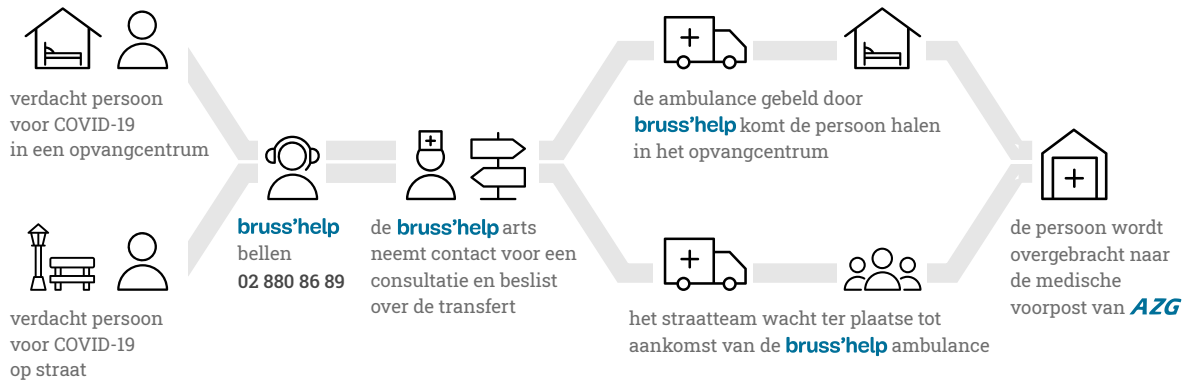 verdacht persoon
voor COVID-19
in een opvangcentrum
verdacht persoon
voor COVID-19
op straat
bruss’help
bellen
02 880 86 89
de bruss’help arts
neemt contact voor een
consultatie en beslist
over de transfert
de ambulance gebeld door
bruss’help komt de persoon halen
in het opvangcentrum
het straatteam wacht ter plaatse tot
aankomst van de bruss’help ambulance
de persoon wordt
overgebracht naar
de medische
voorpost van AZG